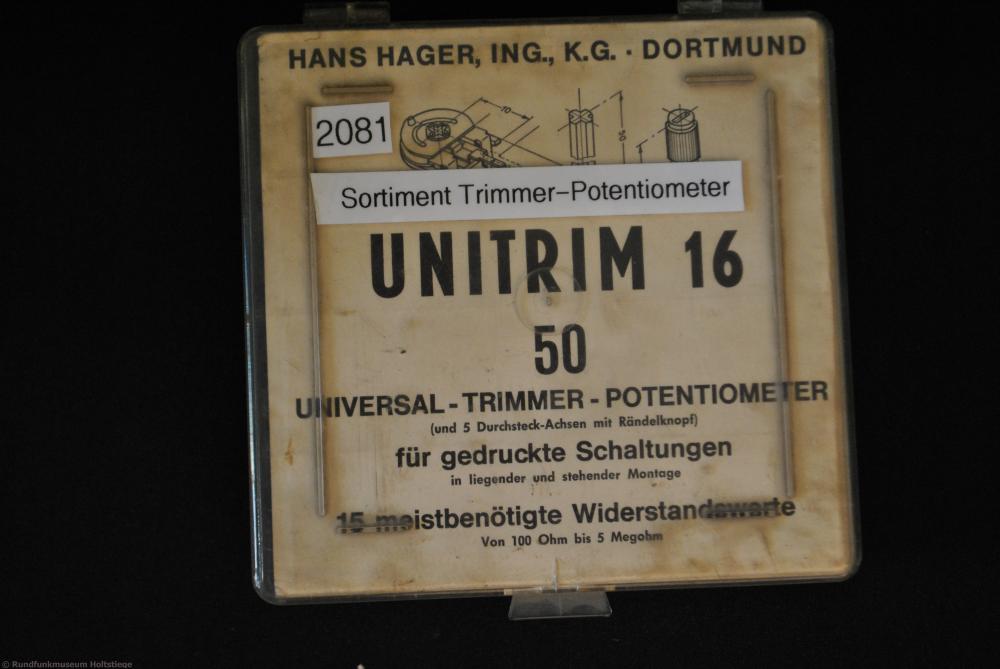 HANS HAGER, ING., K.G. · DORTMUND
2081
10
Sortiment Trimmer-Potentiometer
UNITRIM 16
50
UNIVERSAL - TRIMMER - POTENTIOMETER
(und 5 Durchsteck-Achsen mit Rändelknopf)
für gedruckte Schaltungen
in liegender und stehender Montage
15 meistbenötigte Widerstandswerte
Von 100 Ohm bis 5 Megohm
© Rundfunkmuseum Holtstiege